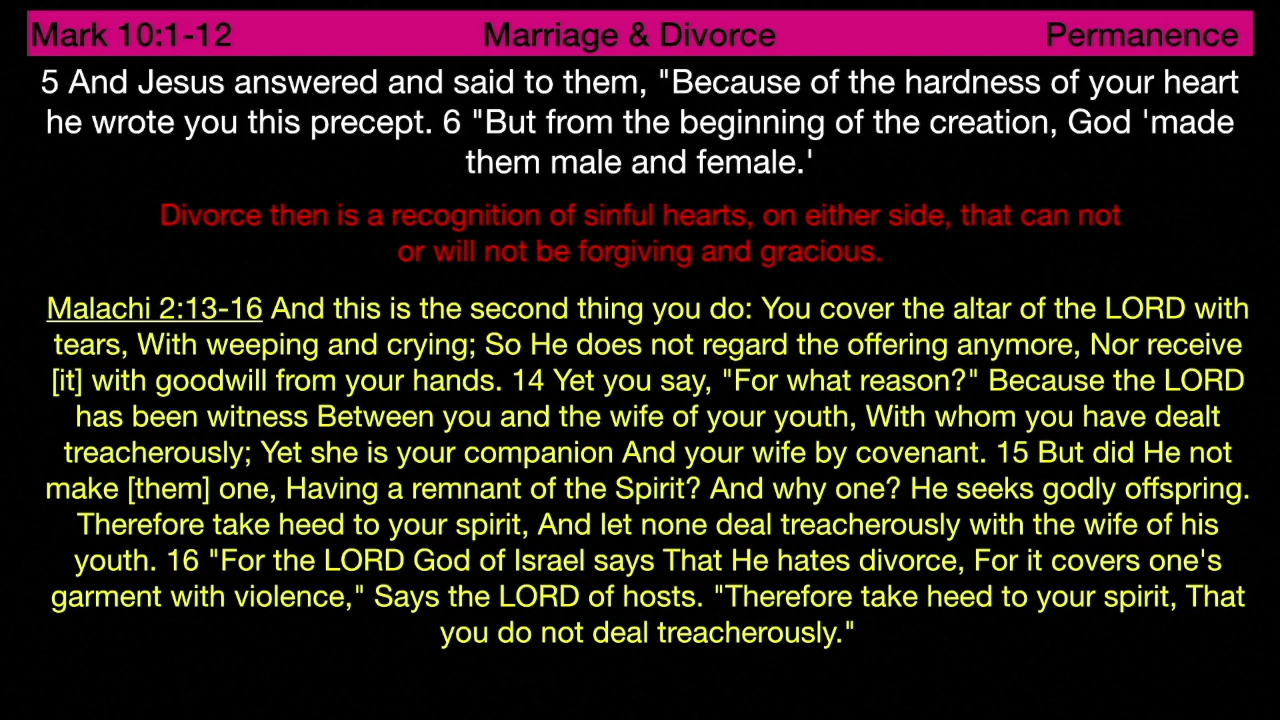 Mark 10:1-12 Marriage & Divorce Permanence
5 And Jesus answered and said to them, "Because of the hardness of your heart
he wrote you this precept. 6 "But from the beginning of the creation, God 'made
them male and female.'
Divorce then is a recognition of sinful hearts, on either side, that can not
or will not be forgiving and gracious.
Malachi 2:13-16 And this is the second thing you do: You cover the altar of the LORD with
tears, With weeping and crying; So He does not regard the offering anymore, Nor receive
[it] with goodwill from your hands. 14 Yet you say, "For what reason?" Because the LORD
has been witness Between you and the wife of your youth, With whom you have dealt
treacherously; Yet she is your companion And your wife by covenant. 15 But did He not
make [them] one, Having a remnant of the Spirit? And why one? He seeks godly offspring.
Therefore take heed to your spirit, And let none deal treacherously with the wife of his
youth. 16 "For the LORD God of Israel says That He hates divorce, For it covers one's
garment with violence," Says the LORD of hosts. "Therefore take heed to your spirit, That
you do not deal treacherously."